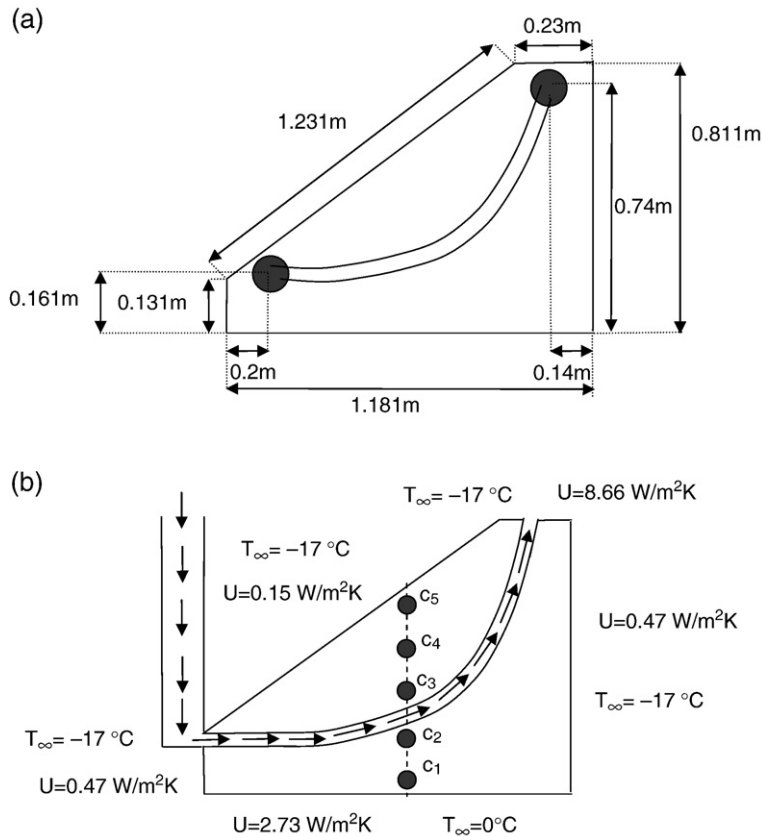 (a)
0.23m
1.231m
0.811m
0.74m
0.161m
0.131m
0.2m
0.14m
1.181m
(b)
T∞= –17 °C
U=8.66 W/m²K
T∞= –17 °C
U=0.15 W/m²K
c₅
c₄
c₃
c₂
c₁
U=0.47 W/m²K
T∞= –17 °C
T∞= –17 °C
U=0.47 W/m²K
U=2.73 W/m²K
T∞=0°C